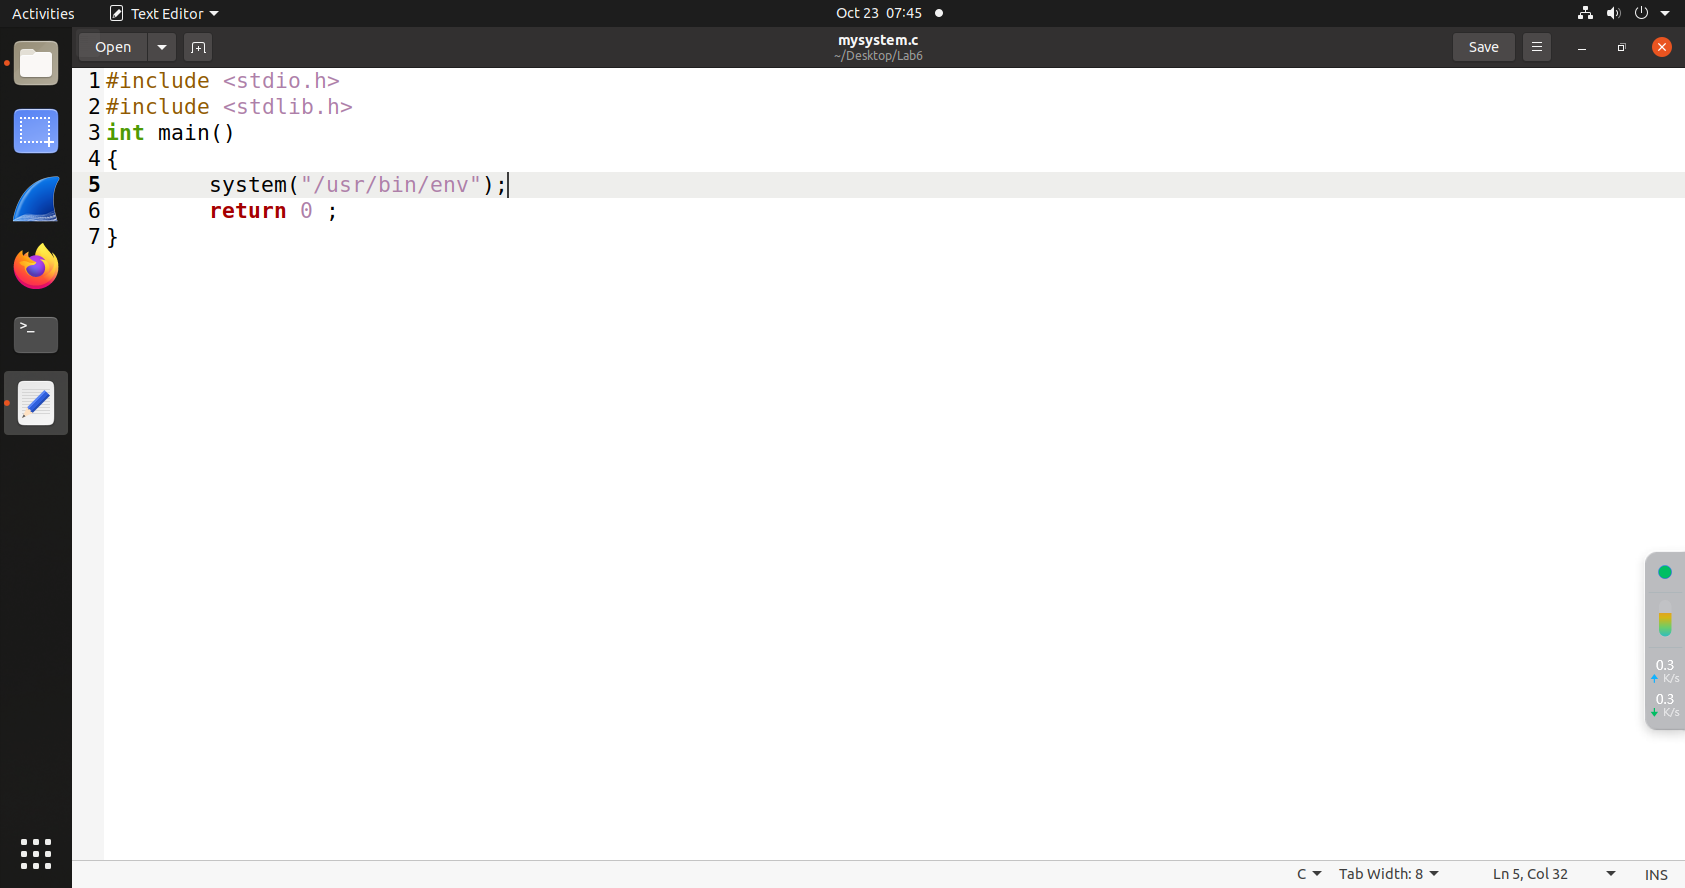 Activities Text Editor Oct 23 07:45
Open mysystem.c Save
~/Desktop/Lab6
1 #include <stdio.h>
2 #include <stdlib.h>
3 int main()
4 {
5 system("/usr/bin/env");
6 return 0 ;
7 }
>_
0.3
K/s
0.3
K/s
C Tab Width: 8 Ln 5, Col 32 INS